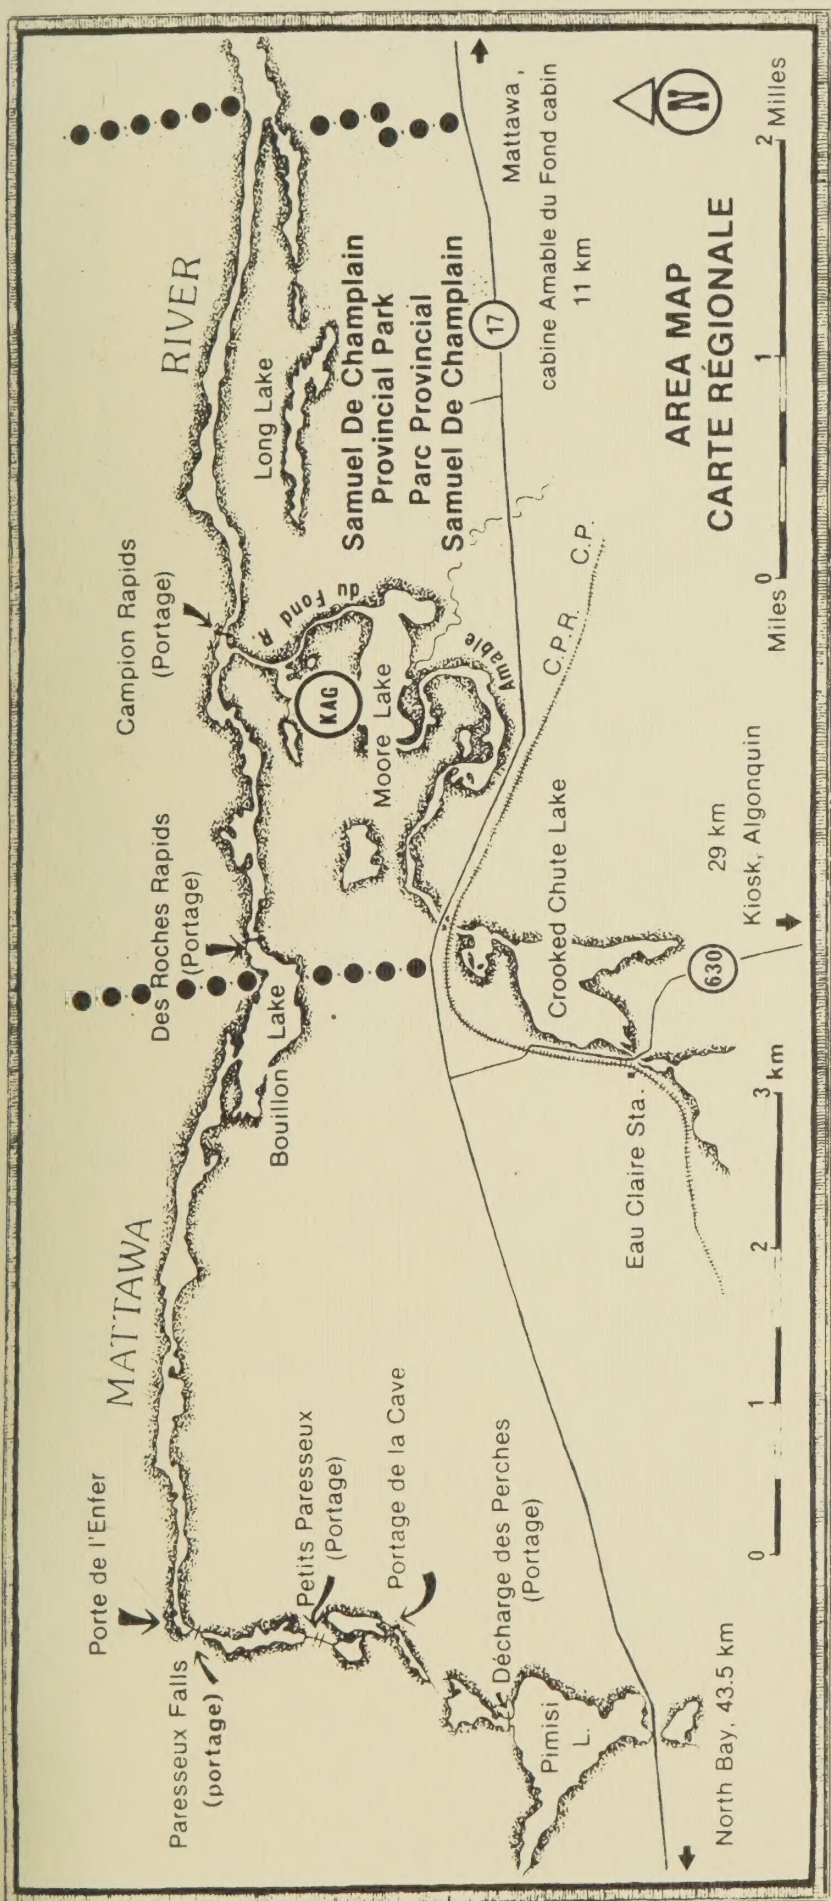 Porte de l'Enfer
Paresseux Falls
(portage)
MATTAWA
RIVER
Des Roches Rapids
(Portage)
Campion Rapids
(Portage)
Bouillon
Lake
Petits Paresseux
(Portage)
Portage de la Cave
Décharge des Perches
(Portage)
Pimisi
L.
North Bay, 43.5 km
Long Lake
Samuel De Champlain
Provincial Park
Parc Provincial
Samuel De Champlain
KAG
Moore Lake
Amable
du Fond R.
17
Mattawa,
cabine Amable du Fond cabin
11 km
C.P.R. C.P.
Crooked Chute Lake
Eau Claire Sta.
630
29 km
Kiosk, Algonquin
AREA MAP
CARTE RÉGIONALE
N
0 1 2 3 km
Miles 0 1 2 Milles